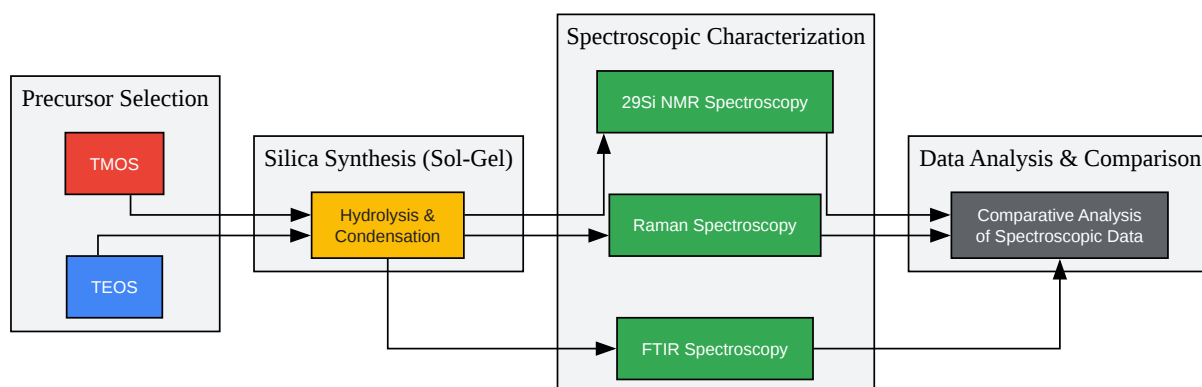 Precursor Selection
TMOS
TEOS
Silica Synthesis (Sol-Gel)
Hydrolysis &
Condensation
Spectroscopic Characterization
29Si NMR Spectroscopy
Raman Spectroscopy
FTIR Spectroscopy
Data Analysis & Comparison
Comparative Analysis
of Spectroscopic Data